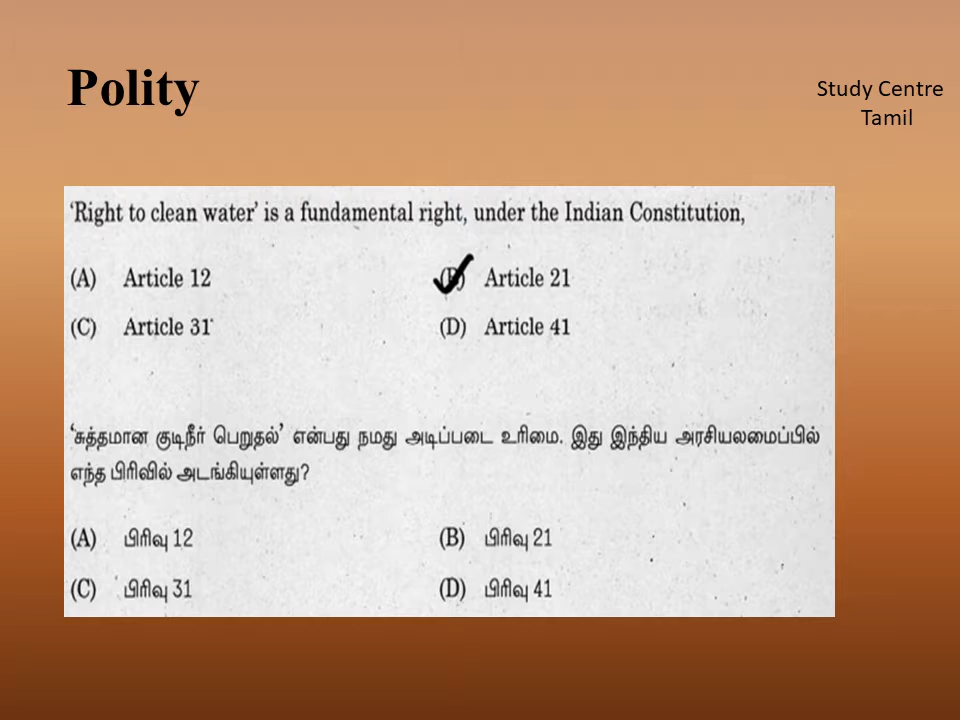 Polity
Study Centre
Tamil
'Right to clean water' is a fundamental right, under the Indian Constitution,
(A) Article 12
(B) Article 21
(C) Article 31
(D) Article 41
'சுத்தமான குடிநீர் பெறுதல்' என்பது நமது அடிப்படை உரிமை. இது இந்திய அரசியலமைப்பில்
எந்த பிரிவில் அடங்கியுள்ளது?
(A) பிரிவு 12
(B) பிரிவு 21
(C) பிரிவு 31
(D) பிரிவு 41